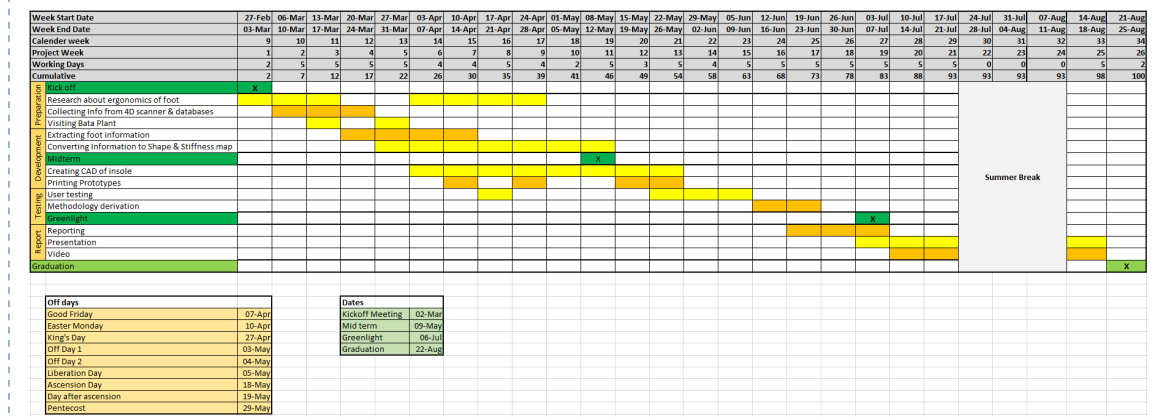 Week Start Date 27-Feb 06-Mar 13-Mar 20-Mar 27-Mar 03-Apr 10-Apr 17-Apr 24-Apr 01-May 08-May 15-May 22-May 29-May 05-Jun 12-Jun 19-Jun 26-Jun 03-Jul 10-Jul 17-Jul 24-Jul 31-Jul 07-Aug 14-Aug 21-Aug
Week End Date 03-Mar 10-Mar 17-Mar 24-Mar 31-Mar 07-Apr 14-Apr 21-Apr 28-Apr 05-May 12-May 19-May 26-May 02-Jun 09-Jun 16-Jun 23-Jun 30-Jun 07-Jul 14-Jul 21-Jul 28-Jul 04-Aug 11-Aug 18-Aug 25-Aug
Calender week 9 10 11 12 13 14 15 16 17 18 19 20 21 22 23 24 25 26 27 28 29 30 31 32 33 34
Project Week 1 2 3 4 5 6 7 8 9 10 11 12 13 14 15 16 17 18 19 20 21 22 23 24 25 26
Working Days 2 5 5 5 5 4 4 5 4 2 5 3 5 4 5 5 5 5 5 5 5 0 0 0 5 2
Cumulative 2 7 12 17 22 26 30 35 39 41 46 49 54 58 63 68 73 78 83 88 93 93 93 93 98 100
Preparation
Kick off X
Research about ergonomics of foot
Collecting Info from 4D scanner & databases
Visiting Bata Plant
Development
Extracting foot information
Converting Information to Shape & Stiffness map
Midterm X
Creating CAD of insole
Printing Prototypes
Summer Break
Testing
User testing
Methodology derivation
Greenlight X
Report
Reporting
Presentation
Video
Graduation X
Off days
Good Friday 07-Apr
Easter Monday 10-Apr
King's Day 27-Apr
Off Day 1 03-May
Off Day 2 04-May
Liberation Day 05-May
Ascension Day 18-May
Day after ascension 19-May
Pentecost 29-May
Dates
Kickoff Meeting 02-Mar
Mid term 09-May
Greenlight 06-Jul
Graduation 22-Aug